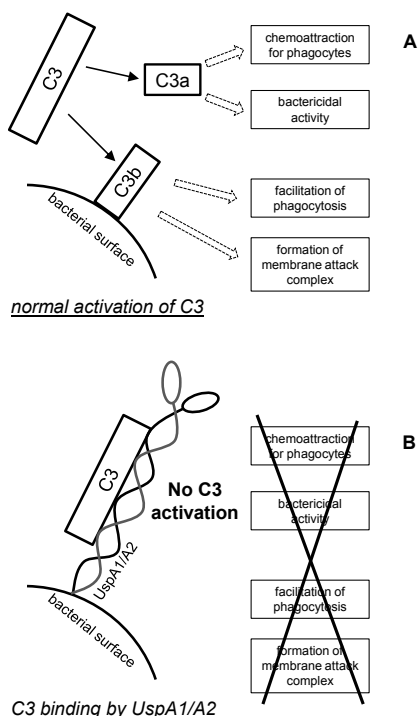 A
C3
C3a
chemoattraction
for phagocytes
bactericidal
activity
C3b
bacterial surface
facilitation of
phagocytosis
formation of
membrane attack
complex
normal activation of C3
B
C3
No C3
activation
UspA1/A2
bacterial surface
chemoattraction
for phagocytes
bactericidal
activity
facilitation of
phagocytosis
formation of
membrane attack
complex
C3 binding by UspA1/A2